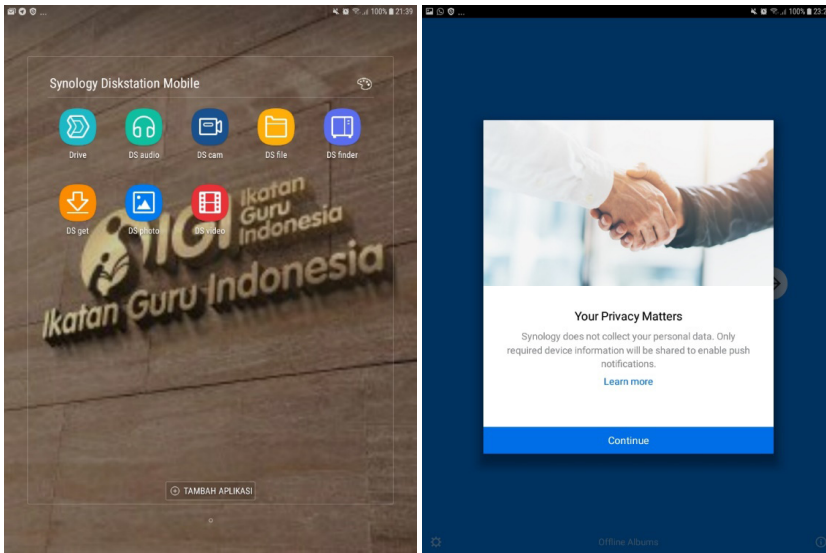 100% 21:39
Synology Diskstation Mobile
Drive
DS audio
DS cam
DS file
DS finder
DS get
DS photo
DS video
IGI
Ikatan
Guru
Indonesia
Ikatan Guru Indonesia
TAMBAH APLIKASI
100%
Your Privacy Matters
Synology does not collect your personal data. Only
required device information will be shared to enable push
notifications.
Learn more
Continue
Offline Albums